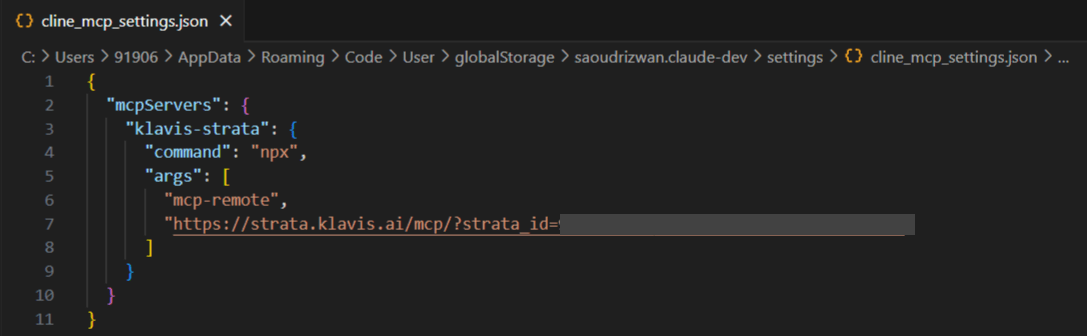 cline_mcp_settings.json
C: > Users > 91906 > AppData > Roaming > Code > User > globalStorage > saoudrizwan.claude-dev > settings > {} cline_mcp_settings.json > ...
1 {
2 "mcpServers": {
3 "klavis-strata": {
4 "command": "npx",
5 "args": [
6 "mcp-remote",
7 "https://strata.klavis.ai/mcp/?strata_id=
8 ]
9 }
10 }
11 }